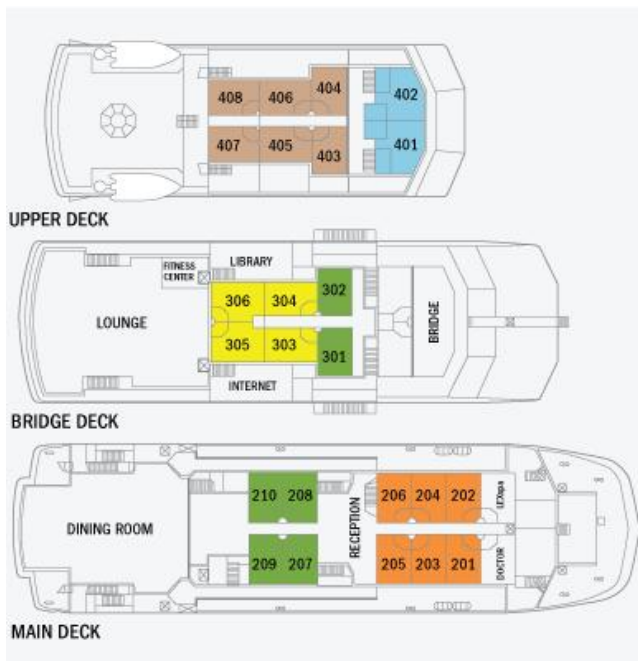 408 406 404
402
407 405 403
401
UPPER DECK
FITNESS
CENTER
LIBRARY
306 304 302
LOUNGE
BRIDGE
305 303 301
INTERNET
BRIDGE DECK
210 208
206 204 202
LEXspa
DINING ROOM
RECEPTION
209 207
205 203 201
DOCTOR
MAIN DECK